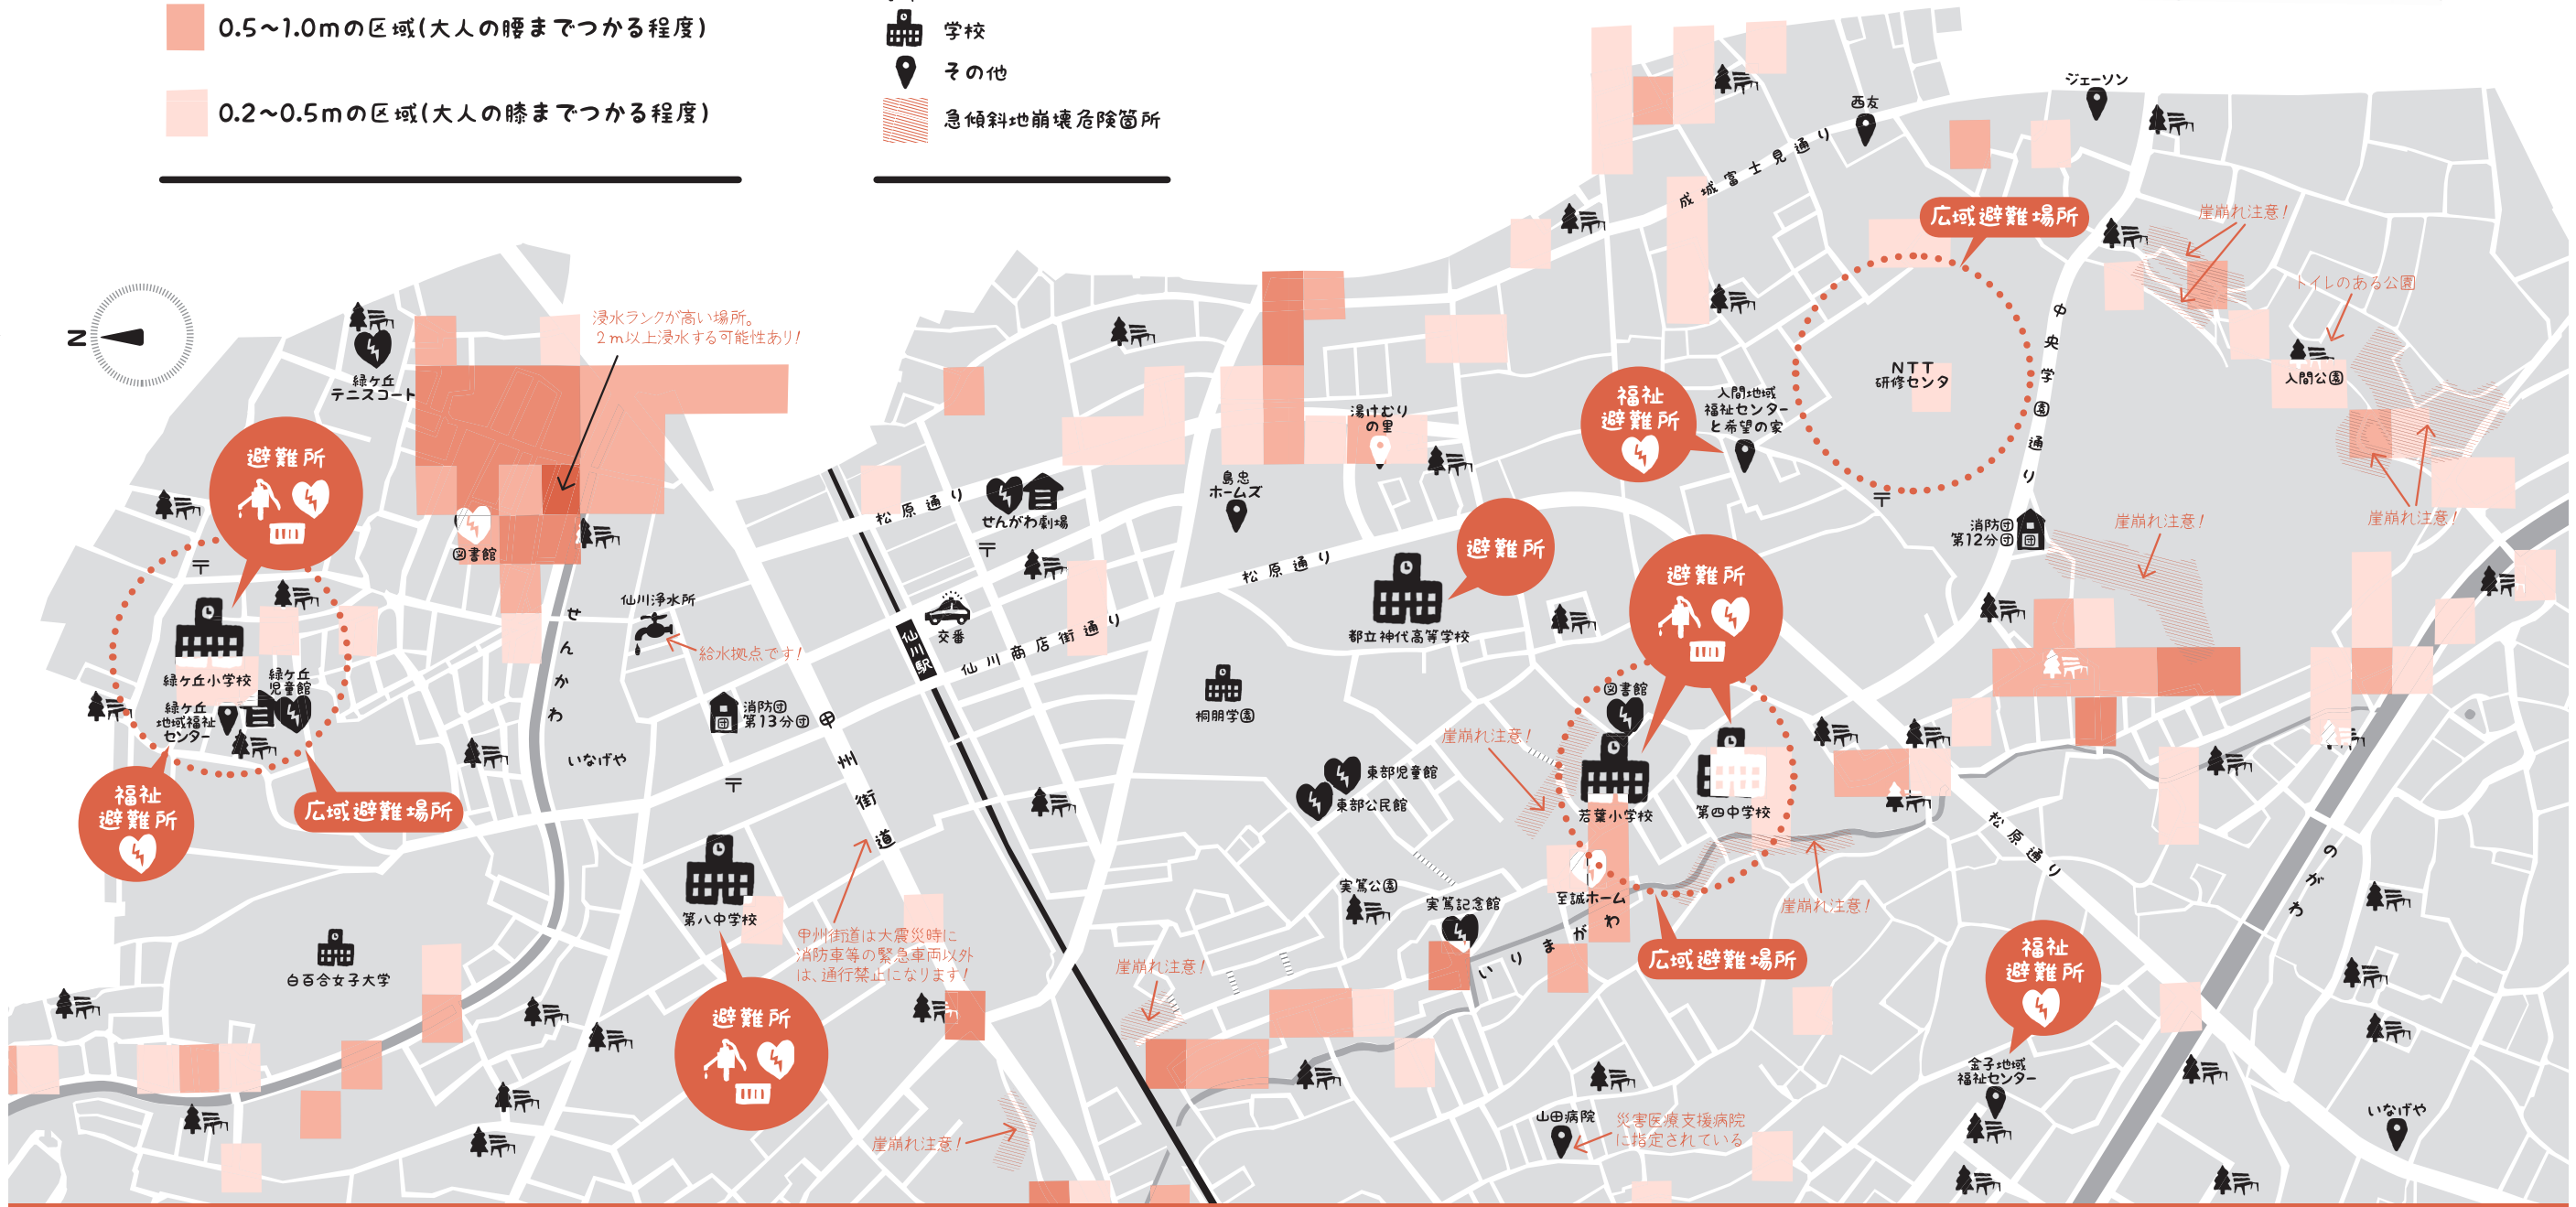 0.5〜1.0mの区域(大人の腰までつかる程度)
0.2〜0.5mの区域(大人の膝までつかる程度)
学校
その他
急傾斜地崩壊危険箇所
ジェーソン
西友
成城富士見通り
広域避難場所
崖崩れ注意!
トイレのある公園
入間公園
NTT
研修センタ
中央学園通り
N
緑ヶ丘
テニスコート
浸水ランクが高い場所。
2m以上浸水する可能性あり!
避難所
図書館
湯けむり
の里
福祉
避難所
入間地域
福祉センター
と希望の家
島忠
ホームズ
松原通り
せんがわ劇場
〒
〒
〒
松原通り
避難所
都立神代高等学校
消防団
第12分団
団
崖崩れ注意!
崖崩れ注意!
仙川浄水所
給水拠点です!
せんかわ
交番
仙川駅
仙川商店街通り
避難所
緑ヶ丘小学校
緑ヶ丘
児童館
緑ヶ丘
地域福祉
センター
福祉
避難所
広域避難場所
いなげや
団
消防団
第13分団
〒
甲州街道
桐朋学園
東部児童館
東部公民館
図書館
崖崩れ注意!
若葉小学校
第四中学校
至誠ホーム
崖崩れ注意!
広域避難場所
松原通り
のがわ
第八中学校
避難所
甲州街道は大震災時に
消防車等の緊急車両以外
は、通行禁止になります!
白百合女子大学
実篤公園
実篤記念館
いりまがわ
崖崩れ注意!
崖崩れ注意!
福祉
避難所
金子地域
福祉センター
山田病院
災害医療支援病院
に指定されている
いなげや